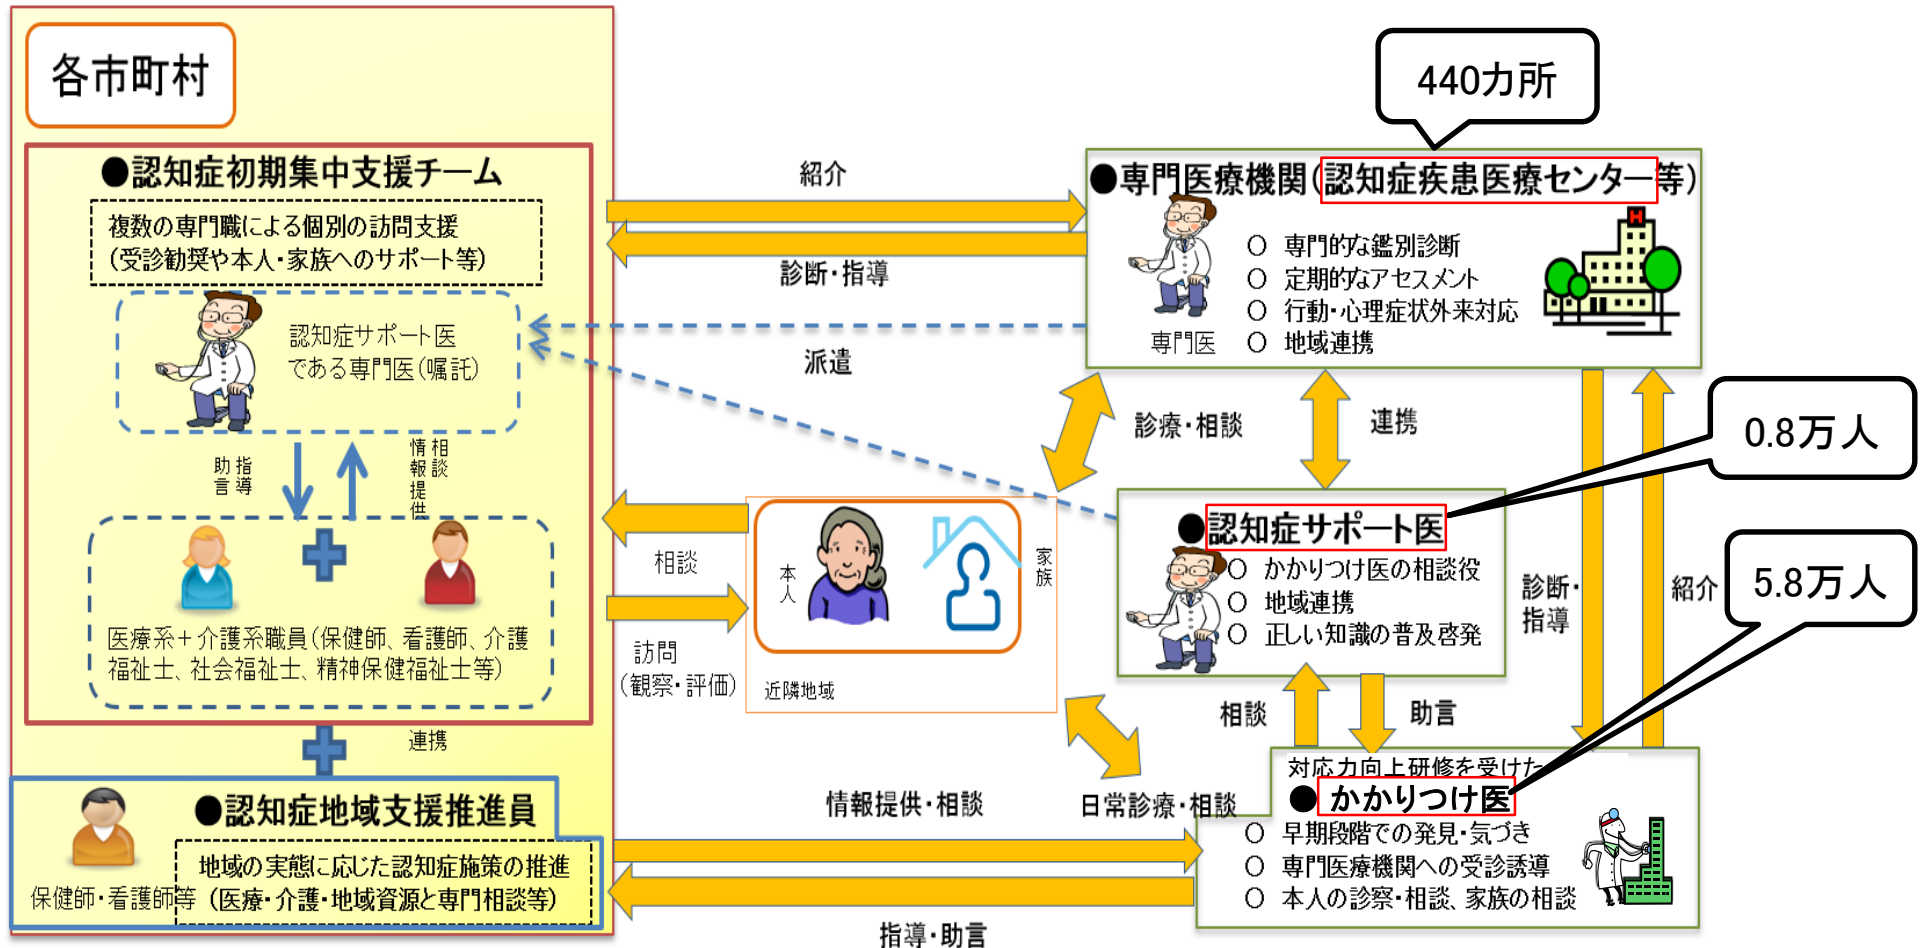 各市町村
●認知症初期集中支援チーム
複数の専門職による個別の訪問支援
(受診勧奨や本人・家族へのサポート等)
認知症サポート医
である専門医(嘱託)
指導
助言
相談
情報提供
医療系+介護系職員(保健師、看護師、介護
福祉士、社会福祉士、精神保健福祉士等)
連携
●認知症地域支援推進員
地域の実態に応じた認知症施策の推進
(医療・介護・地域資源と専門相談等)
保健師・看護師等
紹介
診断・指導
派遣
相談
訪問
(観察・評価)
本人
家族
近隣地域
診療・相談
連携
440カ所
●専門医療機関(認知症疾患医療センター等)
○ 専門的な鑑別診断
○ 定期的なアセスメント
○ 行動・心理症状外来対応
○ 地域連携
専門医
0.8万人
●認知症サポート医
○ かかりつけ医の相談役
○ 地域連携
○ 正しい知識の普及啓発
診断・
指導
紹介
5.8万人
相談
助言
情報提供・相談
日常診療・相談
対応力向上研修を受けた
● かかりつけ医
○ 早期段階での発見・気づき
○ 専門医療機関への受診誘導
○ 本人の診察・相談、家族の相談
指導・助言
H